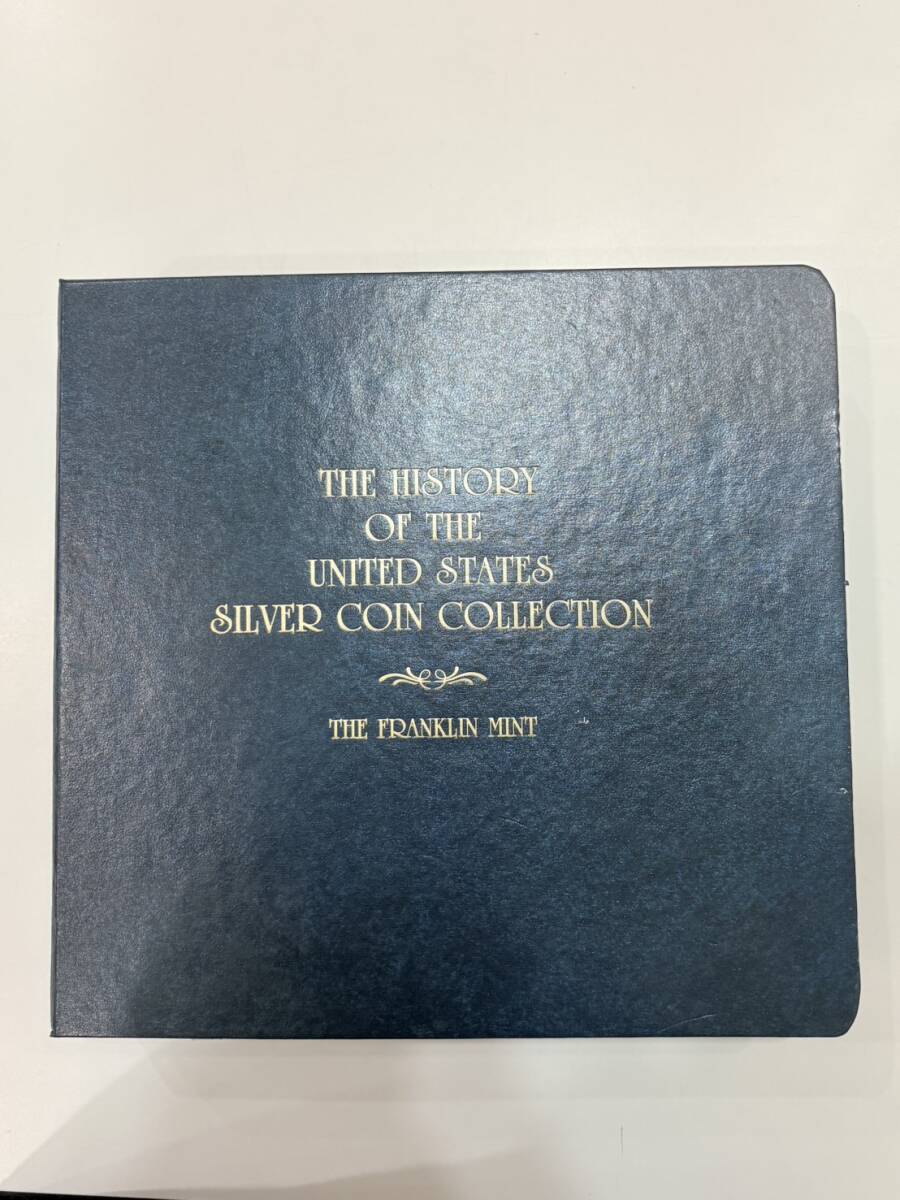 THE HISTORY
OF THE
UNITED STATES
SILVER COIN COLLECTION
THE FRANKLIN MINT